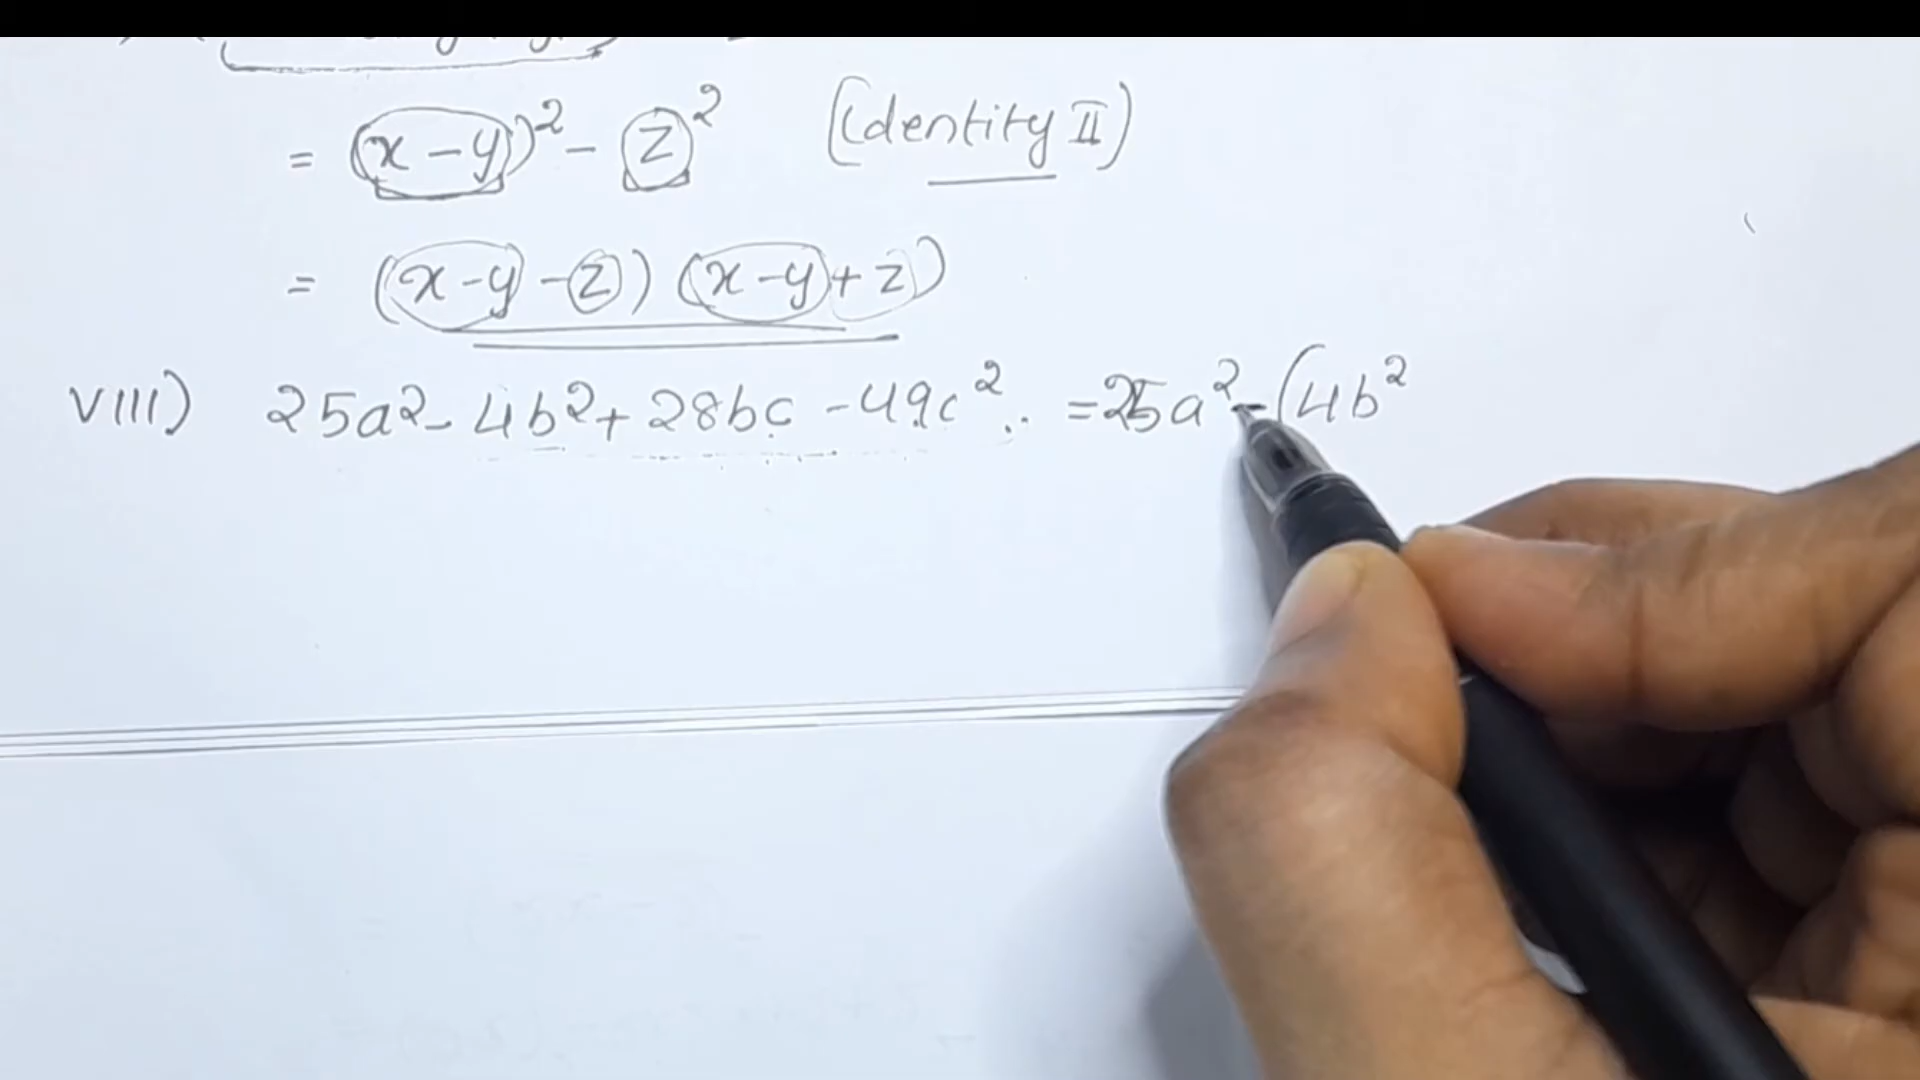 = (x - y)² - z² (Identity II)
= (x-y-z) (x-y+z)
VIII) 25a² - 4b² + 28bc - 49c² .. = 25a² - (4b²